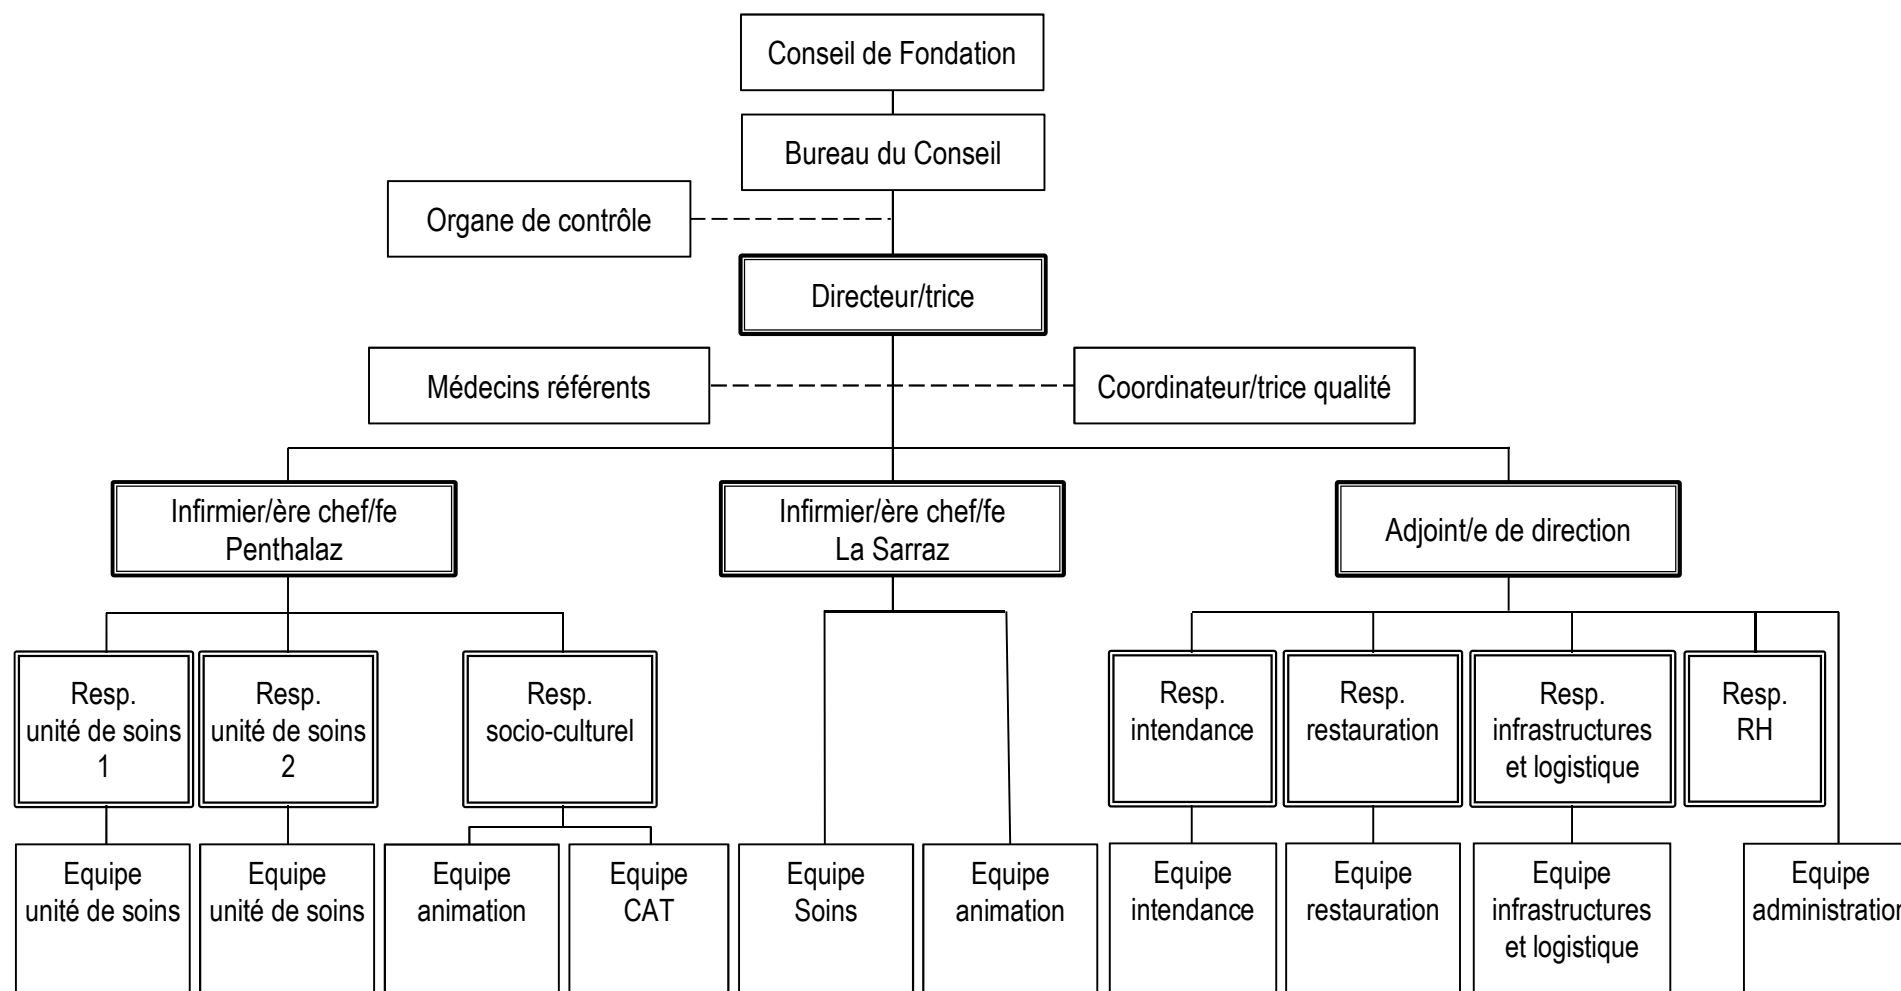 Conseil de Fondation
Bureau du Conseil
Organe de contrôle
Directeur/trice
Médecins référents
Coordinateur/trice qualité
Infirmier/ère chef/fe
Penthalaz
Infirmier/ère chef/fe
La Sarraz
Adjoint/e de direction
Resp.
unité de soins
1
Resp.
unité de soins
2
Resp.
socio-culturel
Resp.
intendance
Resp.
restauration
Resp.
infrastructures
et logistique
Resp.
RH
Equipe
unité de soins
Equipe
unité de soins
Equipe
animation
Equipe
CAT
Equipe
Soins
Equipe
animation
Equipe
intendance
Equipe
restauration
Equipe
infrastructures
et logistique
Equipe
administration